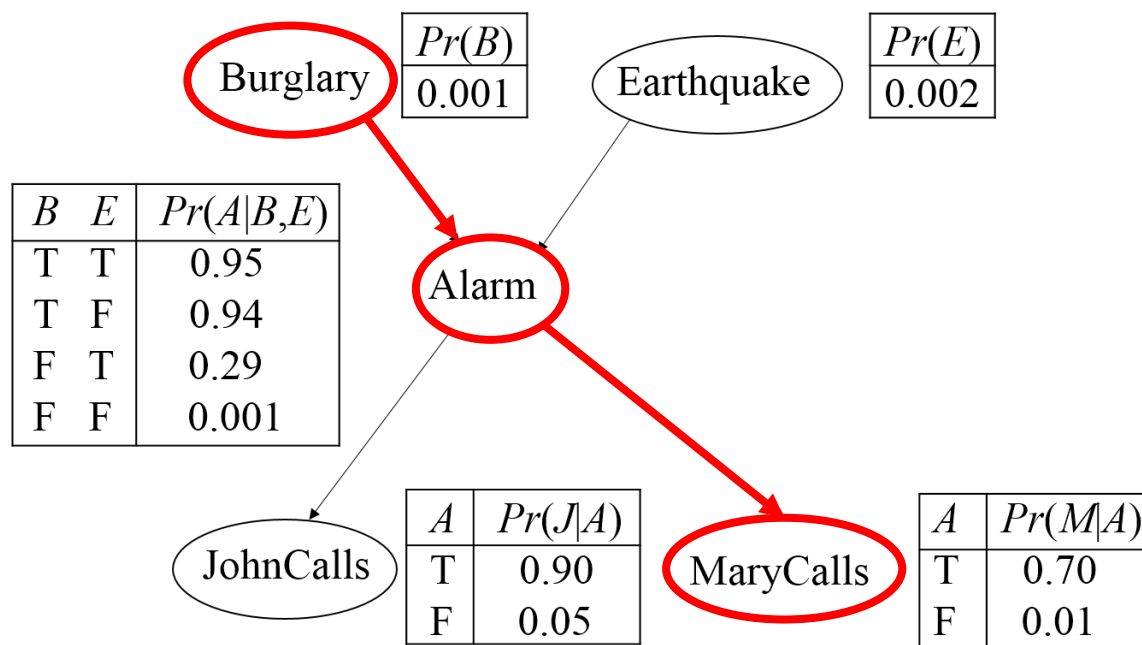 Burglary
Pr(B)
0.001
Earthquake
Pr(E)
0.002
B E Pr(A|B,E)
T T 0.95
T F 0.94
F T 0.29
F F 0.001
Alarm
JohnCalls
A Pr(J|A)
T 0.90
F 0.05
MaryCalls
A Pr(M|A)
T 0.70
F 0.01